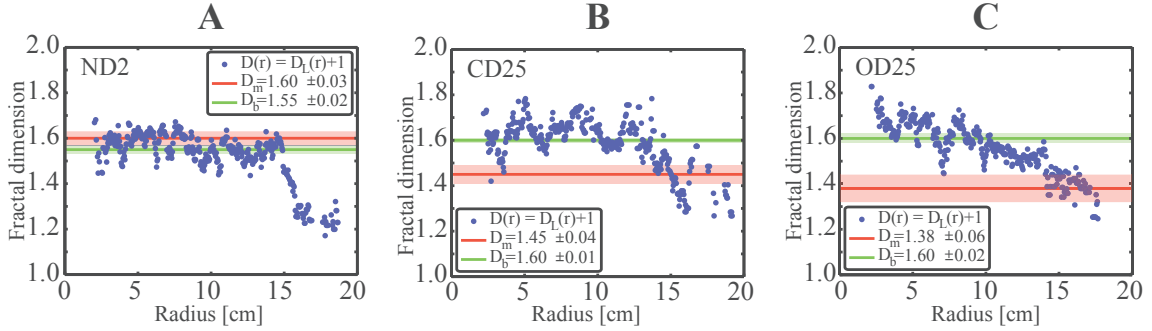 A
B
C
2.0
1.8
1.6
1.4
1.2
1.0
Fractal dimension
ND2
D(r) = D_L(r)+1
D_m=1.60 ±0.03
D_b=1.55 ±0.02
0
5
10
15
20
Radius [cm]
2.0
1.8
1.6
1.4
1.2
1.0
Fractal dimension
CD25
D(r) = D_L(r)+1
D_m=1.45 ±0.04
D_b=1.60 ±0.01
0
5
10
15
20
Radius [cm]
2.0
1.8
1.6
1.4
1.2
1.0
Fractal dimension
OD25
D(r) = D_L(r)+1
D_m=1.38 ±0.06
D_b=1.60 ±0.02
0
5
10
15
20
Radius [cm]